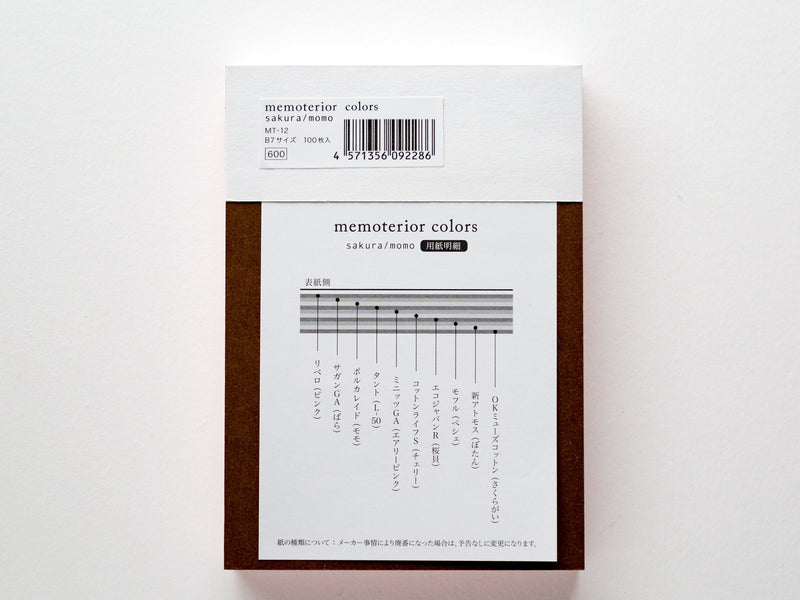 memoterior colors
sakura/momo
MT-12
B7サイズ 100枚入
600
4 571356 092286
memoterior colors
sakura/momo 用紙明細
表紙側
リベロ（ピンク）
サガンGA（ばら）
ポルカレイド（モモ）
タント（L-50）
ミニッツGA（エアリーピンク）
コットンライフS（チェリー）
エコジャパンR（桜貝）
モフル（ペシェ）
新アトモス（ぼたん）
OKミューズコットン（さくらがい）
紙の種類について：メーカー事情により廃番になった場合は、予告なしに変更になります。